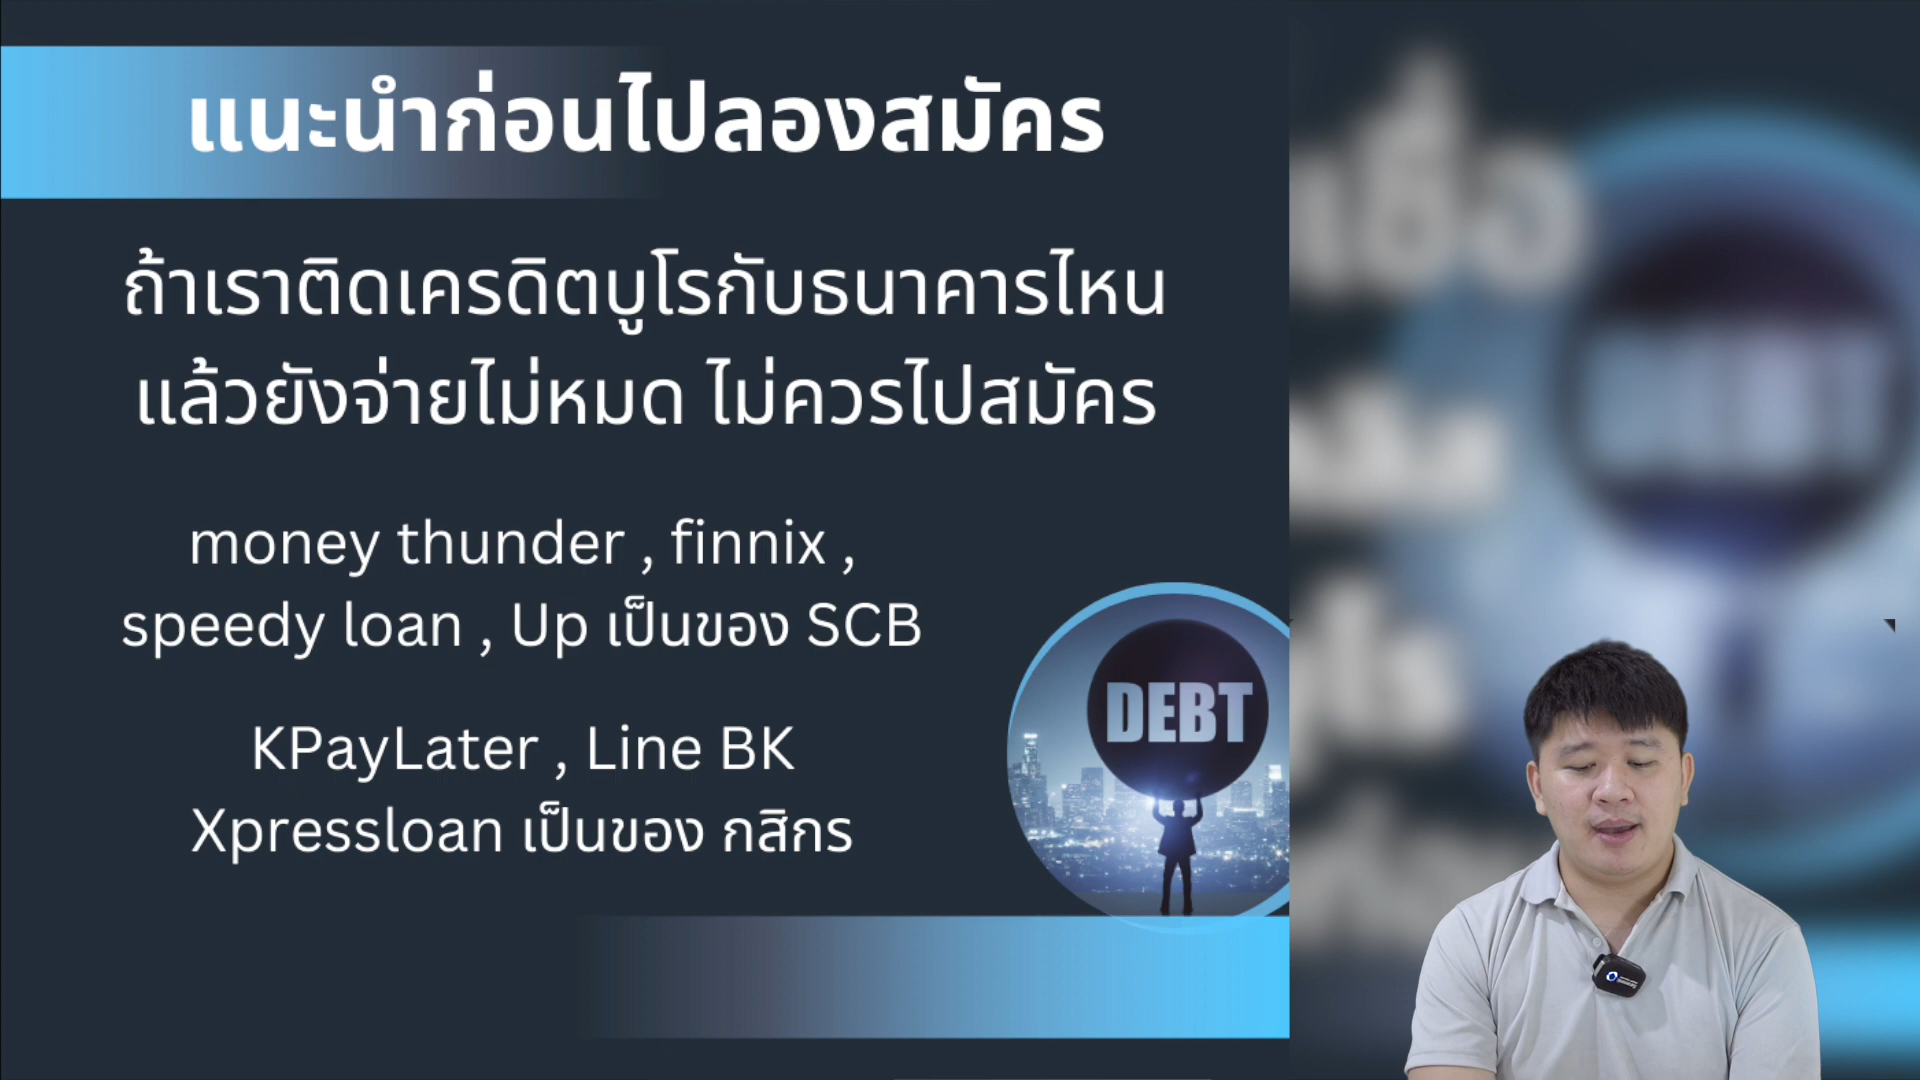 แนะนำก่อนไปลองสมัคร
ถ้าเราติดเครดิตบูโรกับธนาคารไหน
แล้วยังจ่ายไม่หมด ไม่ควรไปสมัคร
money thunder , finnix ,
speedy loan , Up เป็นของ SCB
KPayLater , Line BK
Xpressloan เป็นของ กสิกร
DEBT